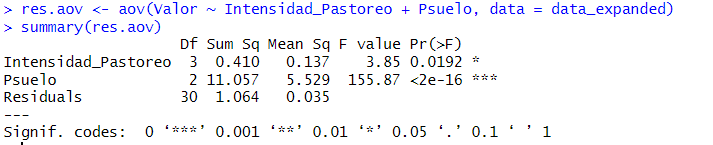 > res.aov <- aov(Valor ~ Intensidad_Pastoreo + Psuelo, data = data_expanded)
> summary(res.aov)
                    Df Sum Sq Mean Sq F value Pr(>F)
Intensidad_Pastoreo  3  0.410   0.137    3.85 0.0192 *
Psuelo               2 11.057   5.529  155.87 <2e-16 ***
Residuals           30  1.064   0.035
---
Signif. codes:  0 ‘***’ 0.001 ‘**’ 0.01 ‘*’ 0.05 ‘.’ 0.1 ‘ ’ 1